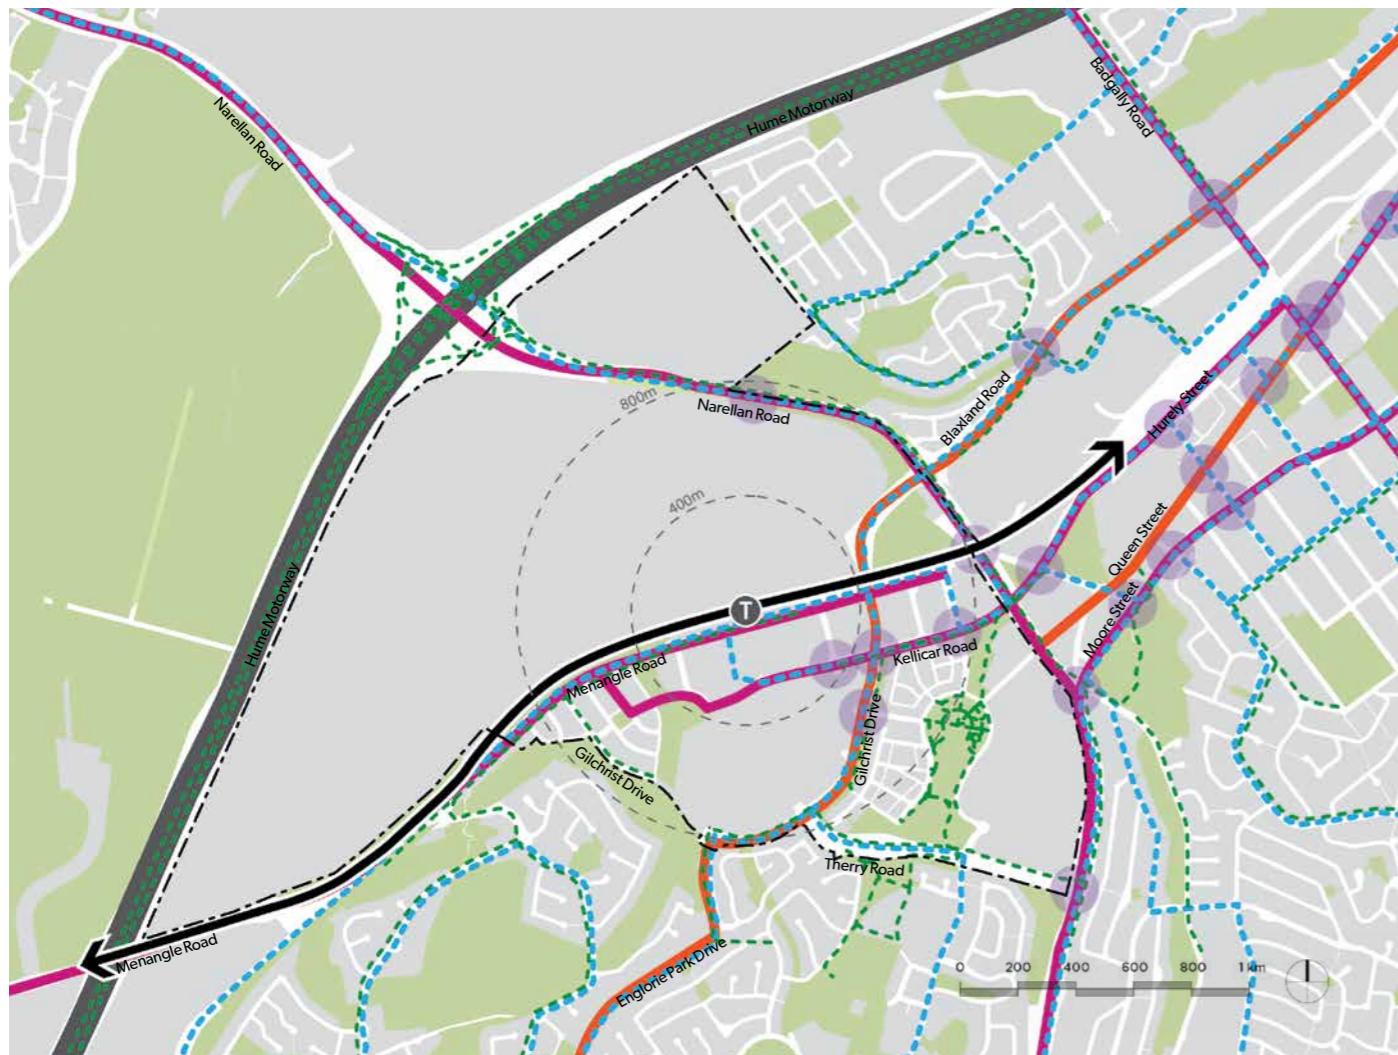 Badgally Road
Hume Motorway
Narellan Road
Hurely Street
Blaxland Road
800m
Narellan Road
400m
Queen Street
T
Moore Street
Hume Motorway
Kellicar Road
Menangle Road
Gilchrist Drive
Gilchrist Drive
Therry Road
Menangle Road
Englorie Park Drive
0 200 400 600 800 1 km